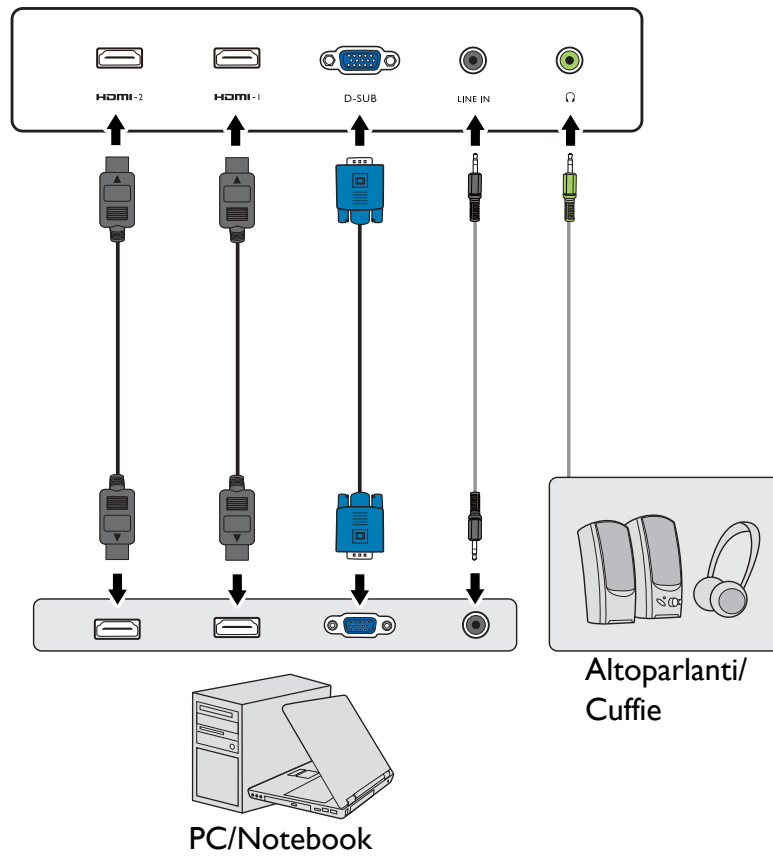 HDMI-2
HDMI-1
D-SUB
LINE IN
Altoparlanti/
Cuffie
PC/Notebook